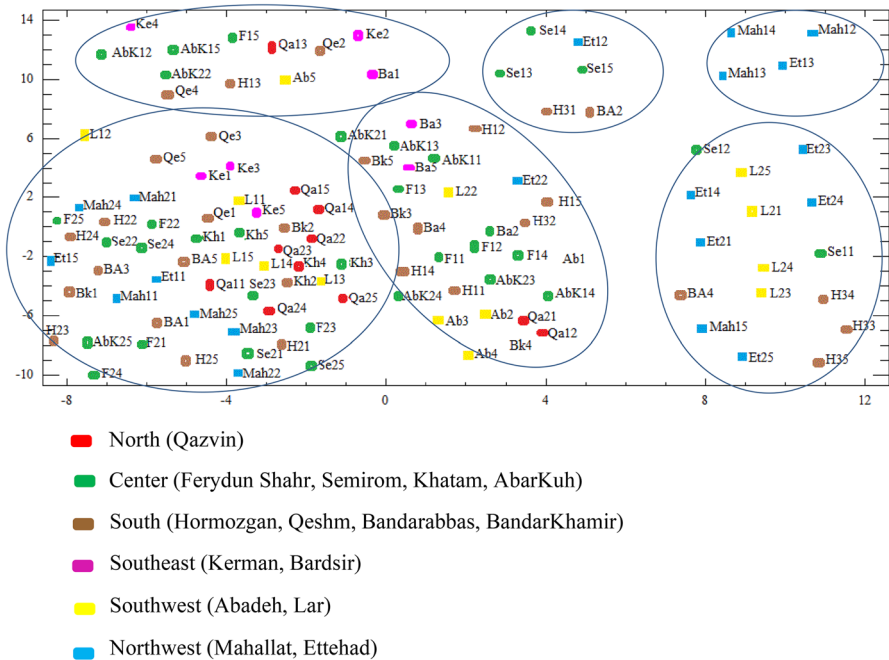 14 Ke4 F15 Qa13 Ke2 Se14 Et12 Mah14 Mah12
AbK12 AbK15 Qe2
10 AbK22 H13 Ab5 Ba1 Se13 Se15 Mah13 Et13
Qe4 H31 BA2
6 L12 Qe3 AbK21 Ba3 H12 AbK13
Qe5 Bk5 AbK11 Ba5 Se12 Et23
Ke1 Ke3 Et22 L25
2 Mah24 Mah21 L11 Qa15 F13 L22 Et14 Et24
Qa14 Bk3 H15 L21
F25 H22 F22 Qe1 Ke5 Bk2 Ba4 H32
H24 Se22 Kh1 Kh5 Qa22 Ba2 Et21
-2 Et15 Se24 Qa23 F11 F12 F14 Ab1 Se11
BA3 BA5 L15 L14 Kh4 Kh3 H14 L24
Et11 Qa11 Se23 Kh2 L13 AbK23
Bk1 Mah11 Qa25 AbK24 H11 AbK14 BA4 L23 H34
-6 BA1 Mah25 Qa24 Ab3 Ab2 Qa21
H23 AbK25 F21 Mah23 F23 Qa12 Mah15 H33
H25 Se21 H21 Ab4 Bk4 Et25 H35
-10 F24 Mah22 Se25
-8 -4 0 4 8 12
North (Qazvin)
Center (Ferydun Shahr, Semirom, Khatam, AbarKuh)
South (Hormozgan, Qeshm, Bandarabbas, BandarKhamir)
Southeast (Kerman, Bardsir)
Southwest (Abadeh, Lar)
Northwest (Mahallat, Ettehad)